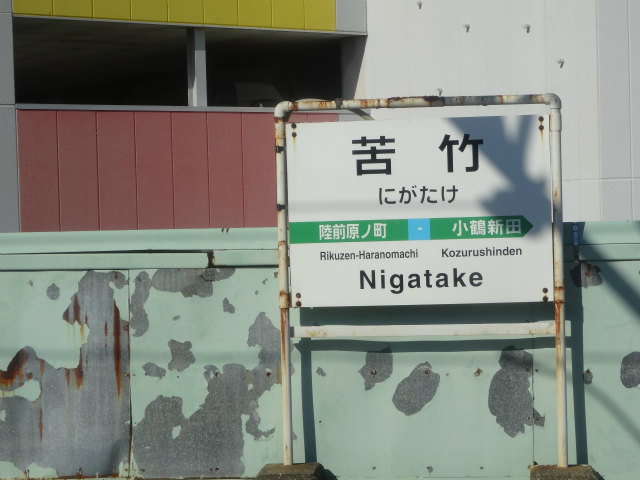 苦竹
にがたけ
陸前原ノ町 - 小鶴新田
Rikuzen-Haranomachi Kozurushinden
Nigatake